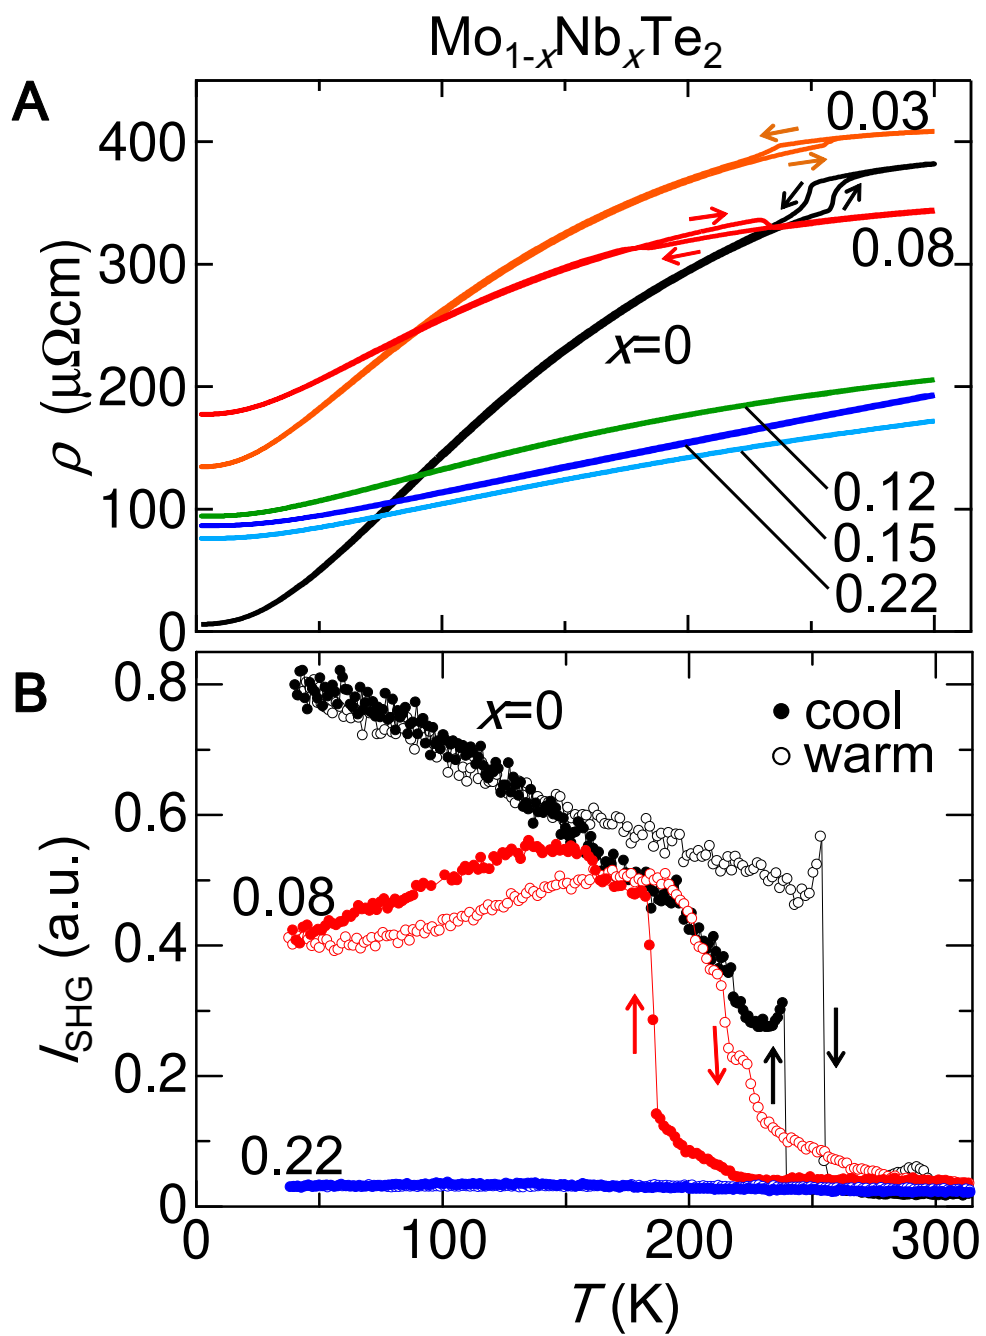 Mo₁₋ₓNbₓTe₂
A
0.03
400
0.08
300
x=0
200
0.12
0.15
100
0.22
0
ρ (μΩcm)
B
0.8
x=0
cool
warm
0.6
0.08
0.4
0.2
0.22
0
I_SHG (a.u.)
0 100 200 300
T (K)